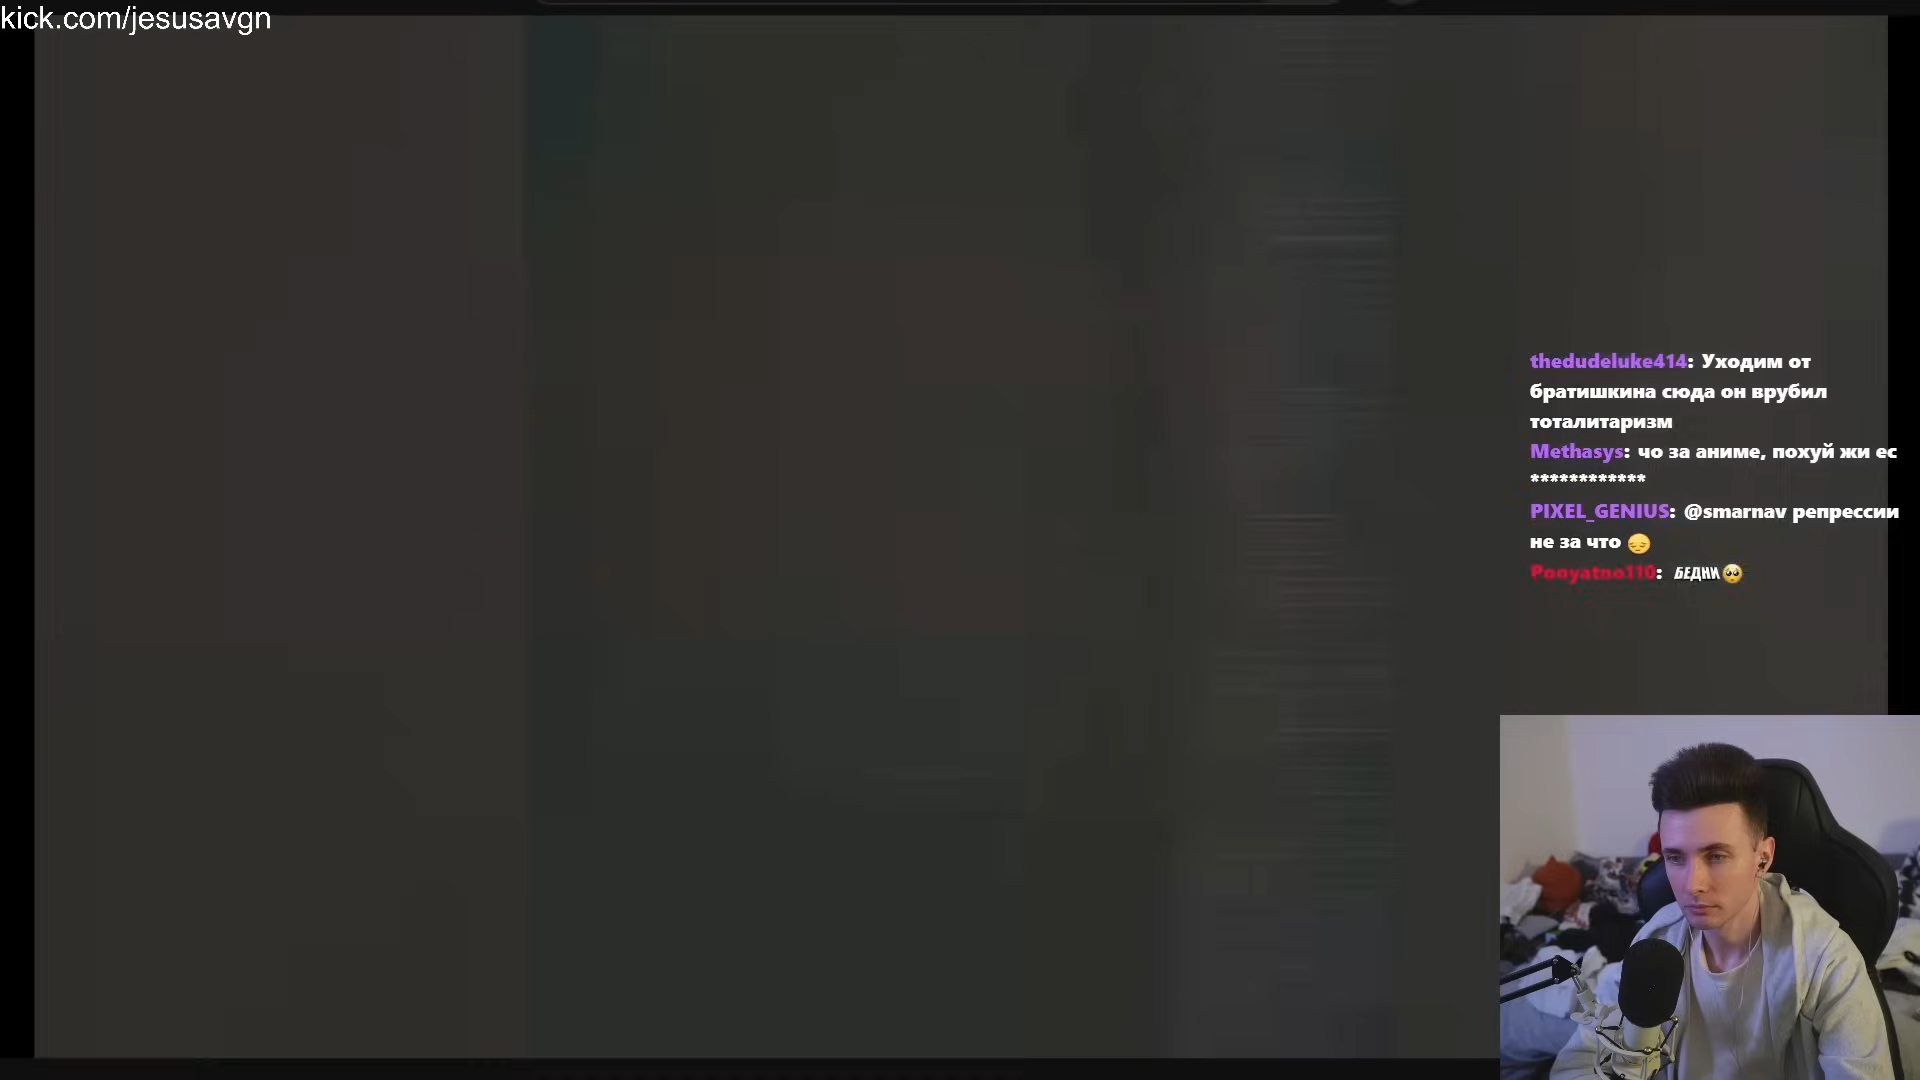 kick.com/jesusavgn
thedudeluke414: Уходим от
братишкина сюда он врубил
тоталитаризм
Methasys: чо за аниме, похуй жи ес
************
PIXEL_GENIUS: @smarnav репрессии
не за что
Ponyatno110: БЕДНИ